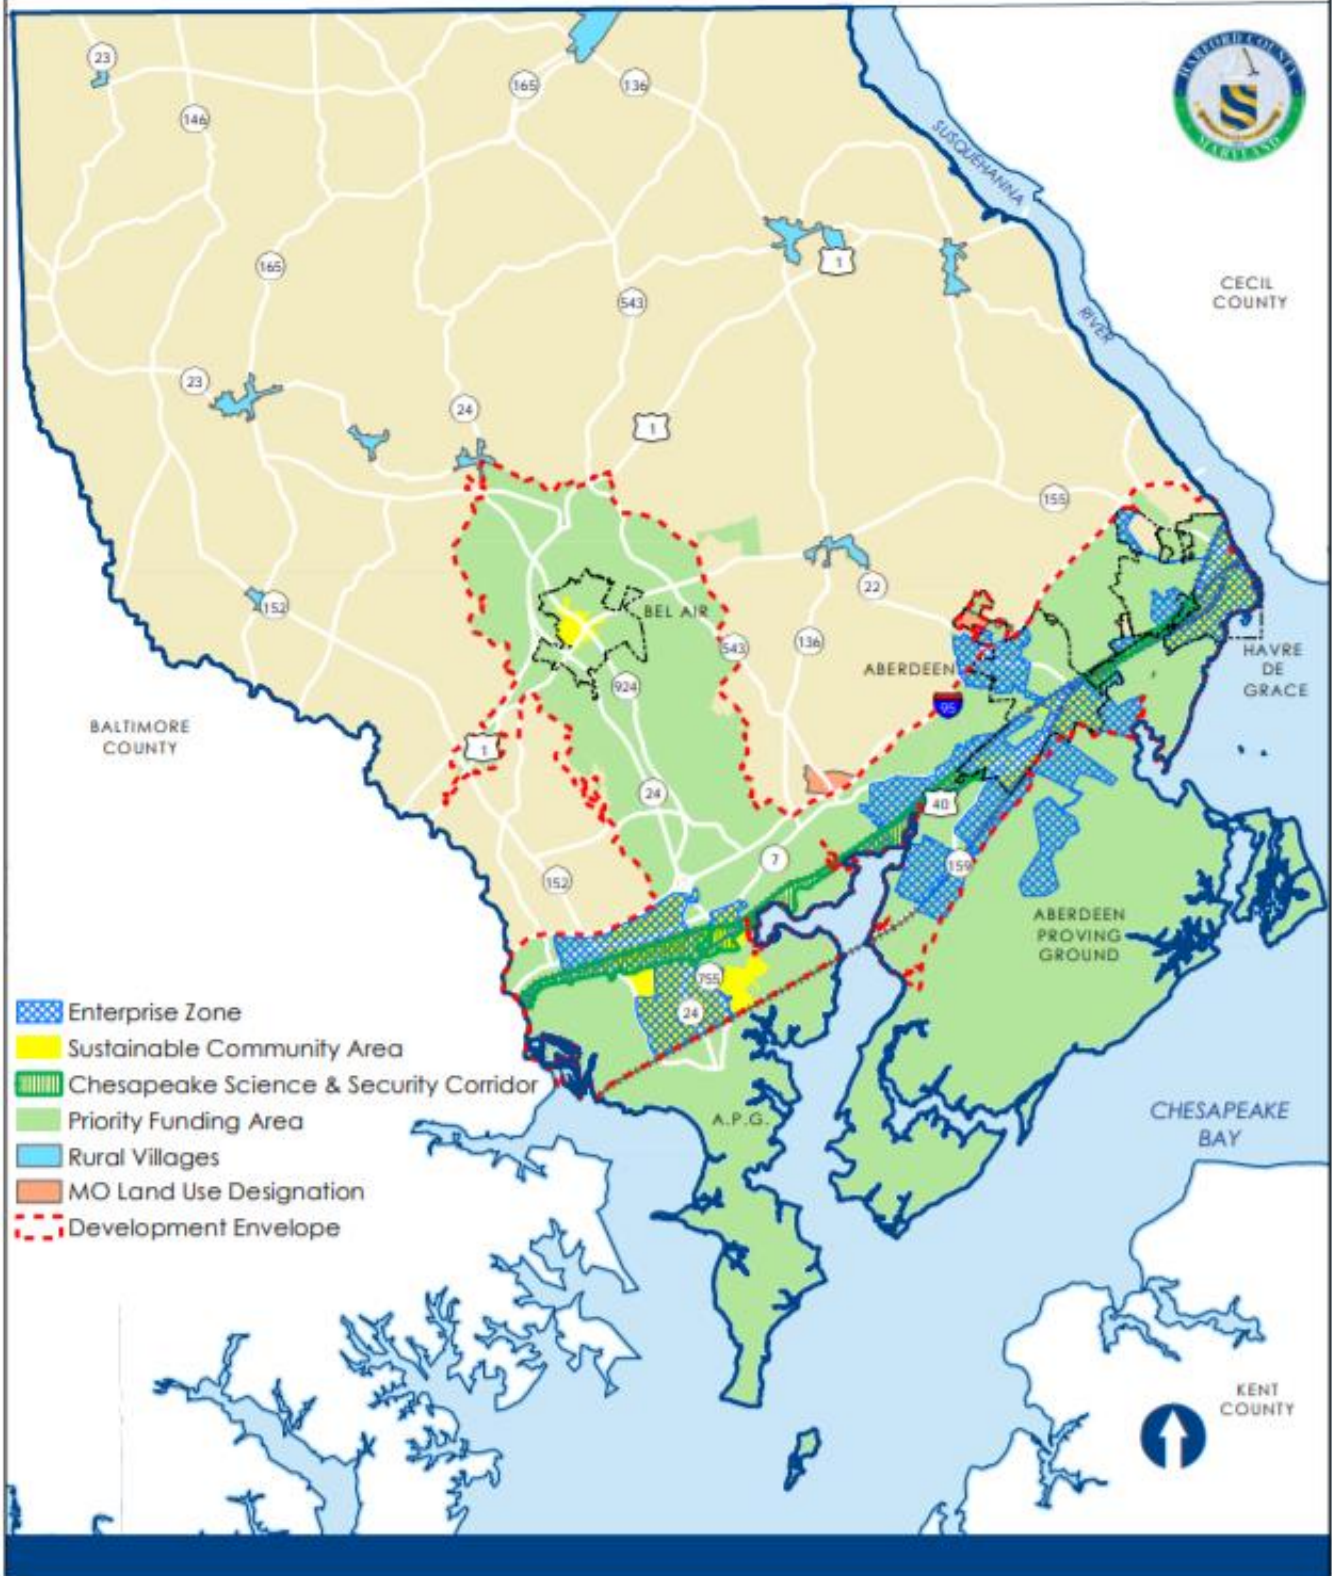 HARFORD COUNTY
MARYLAND
23
146
165
136
SUSQUEHANNA
RIVER
CECIL
COUNTY
165
543
1
23
24
1
155
152
BEL AIR
22
543
136
ABERDEEN
HAVRE
DE
GRACE
924
95
BALTIMORE
COUNTY
1
24
40
7
159
152
ABERDEEN
PROVING
GROUND
755
24
Enterprise Zone
Sustainable Community Area
Chesapeake Science & Security Corridor
Priority Funding Area
Rural Villages
MO Land Use Designation
Development Envelope
A.P.G.
CHESAPEAKE
BAY
KENT
COUNTY